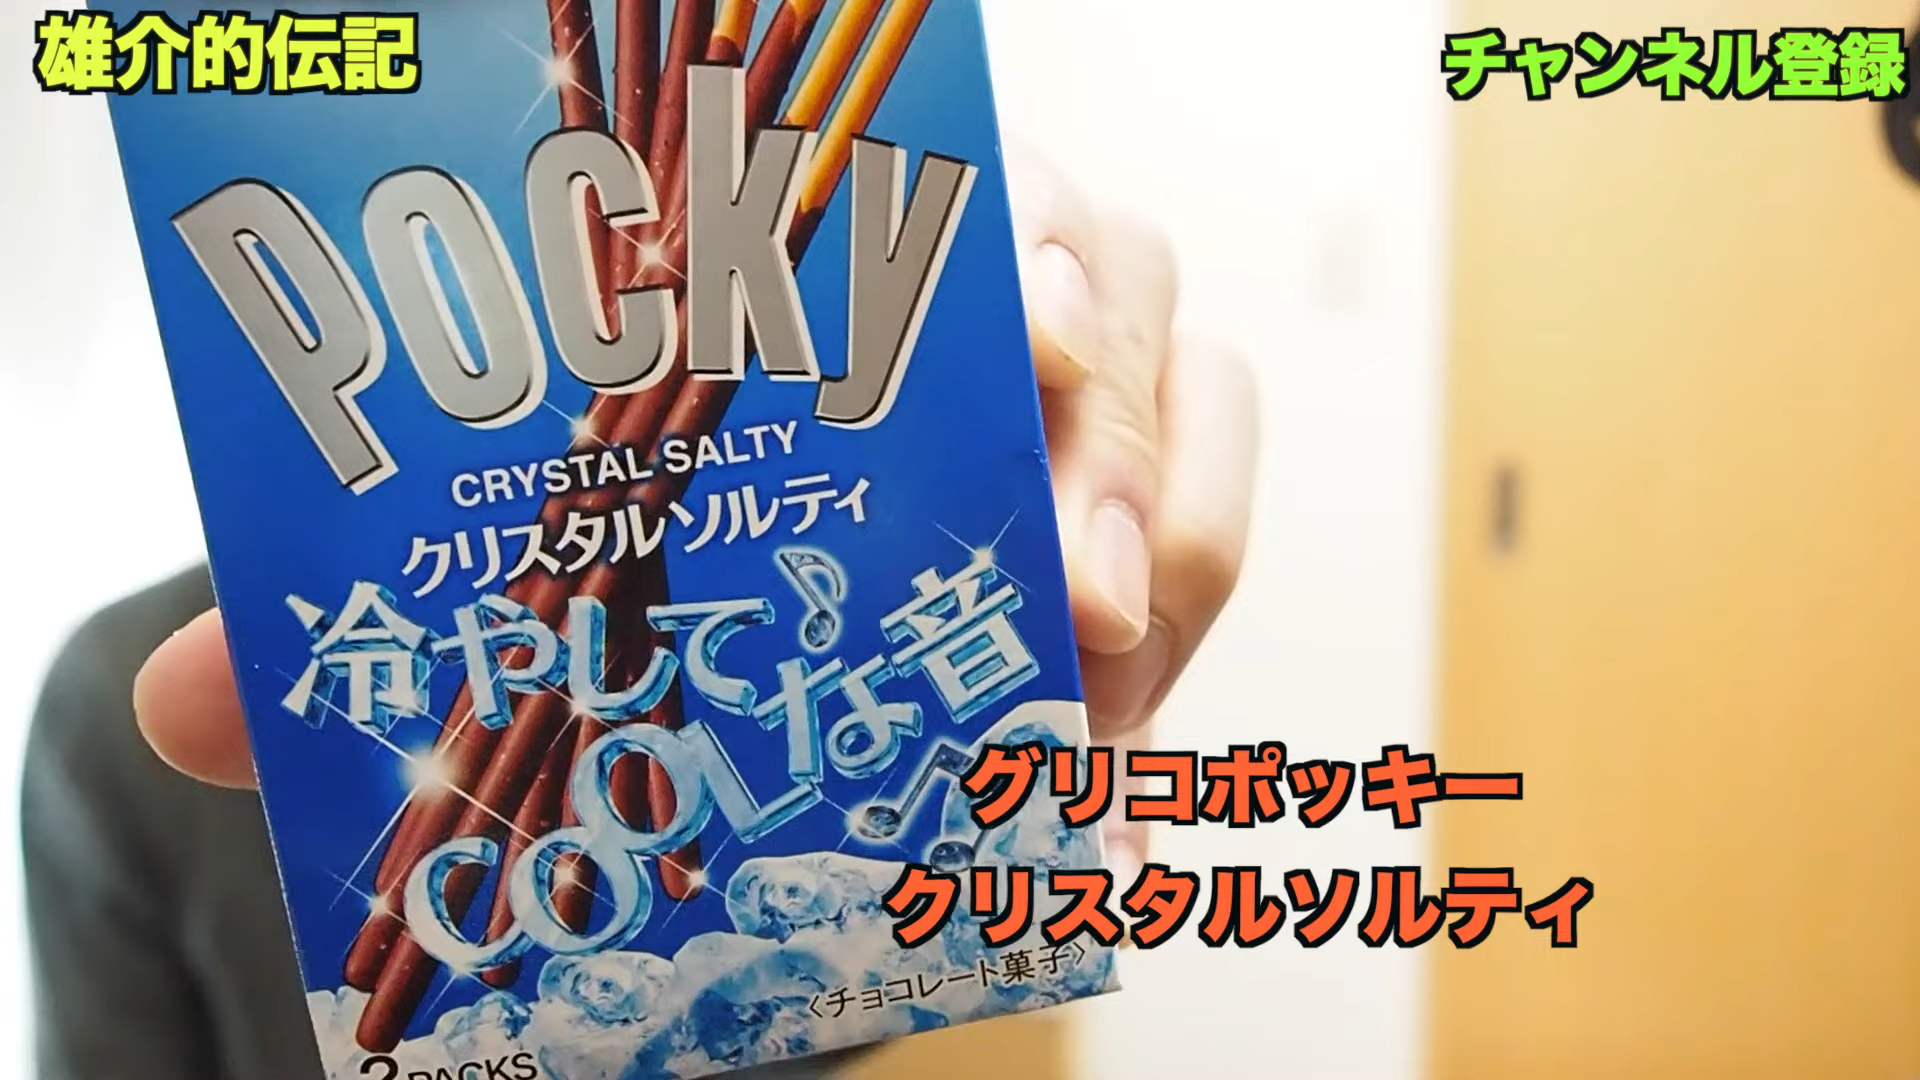 雄介的伝記
チャンネル登録
Pocky
CRYSTAL SALTY
クリスタルソルティ
冷やして
COOLな音
グリコポッキー
クリスタルソルティ
〈チョコレート菓子〉
2 PACKS